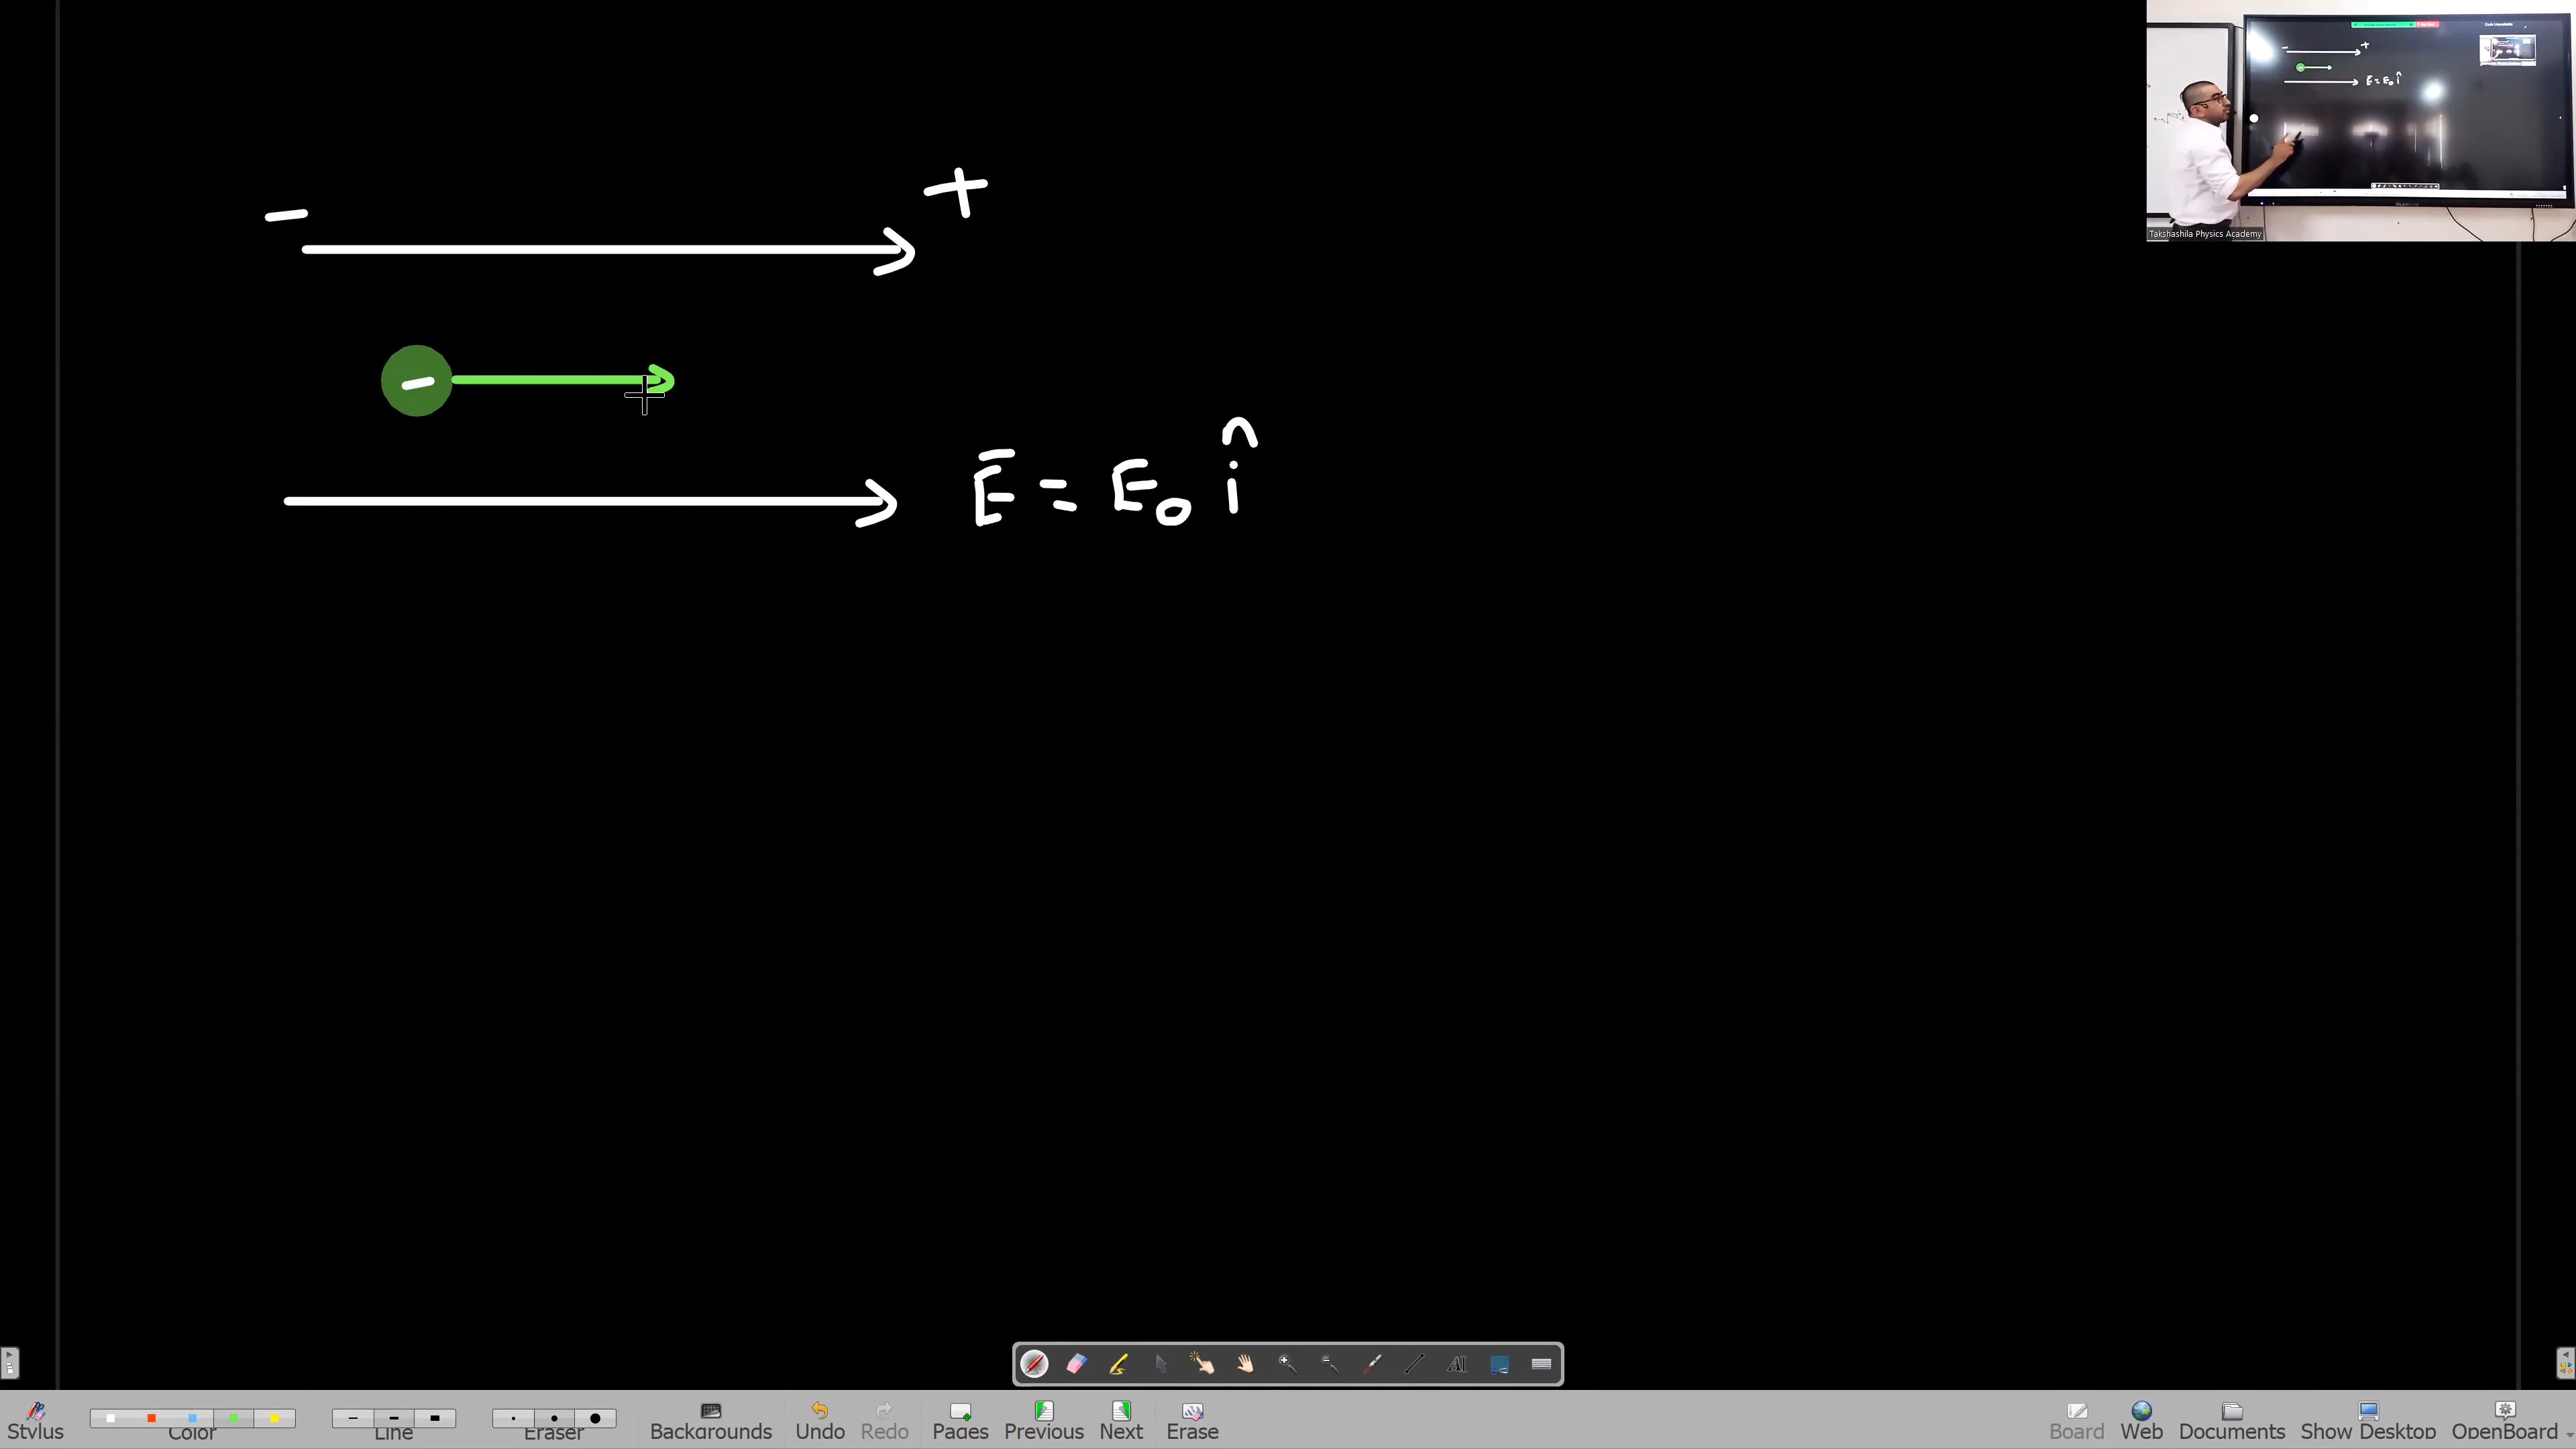 Takshashila Physics Academy
− +
−
Ē = E₀ î
Stylus Color Line Eraser Backgrounds Undo Redo Pages Previous Next Erase Board Web Documents Show Desktop OpenBoard